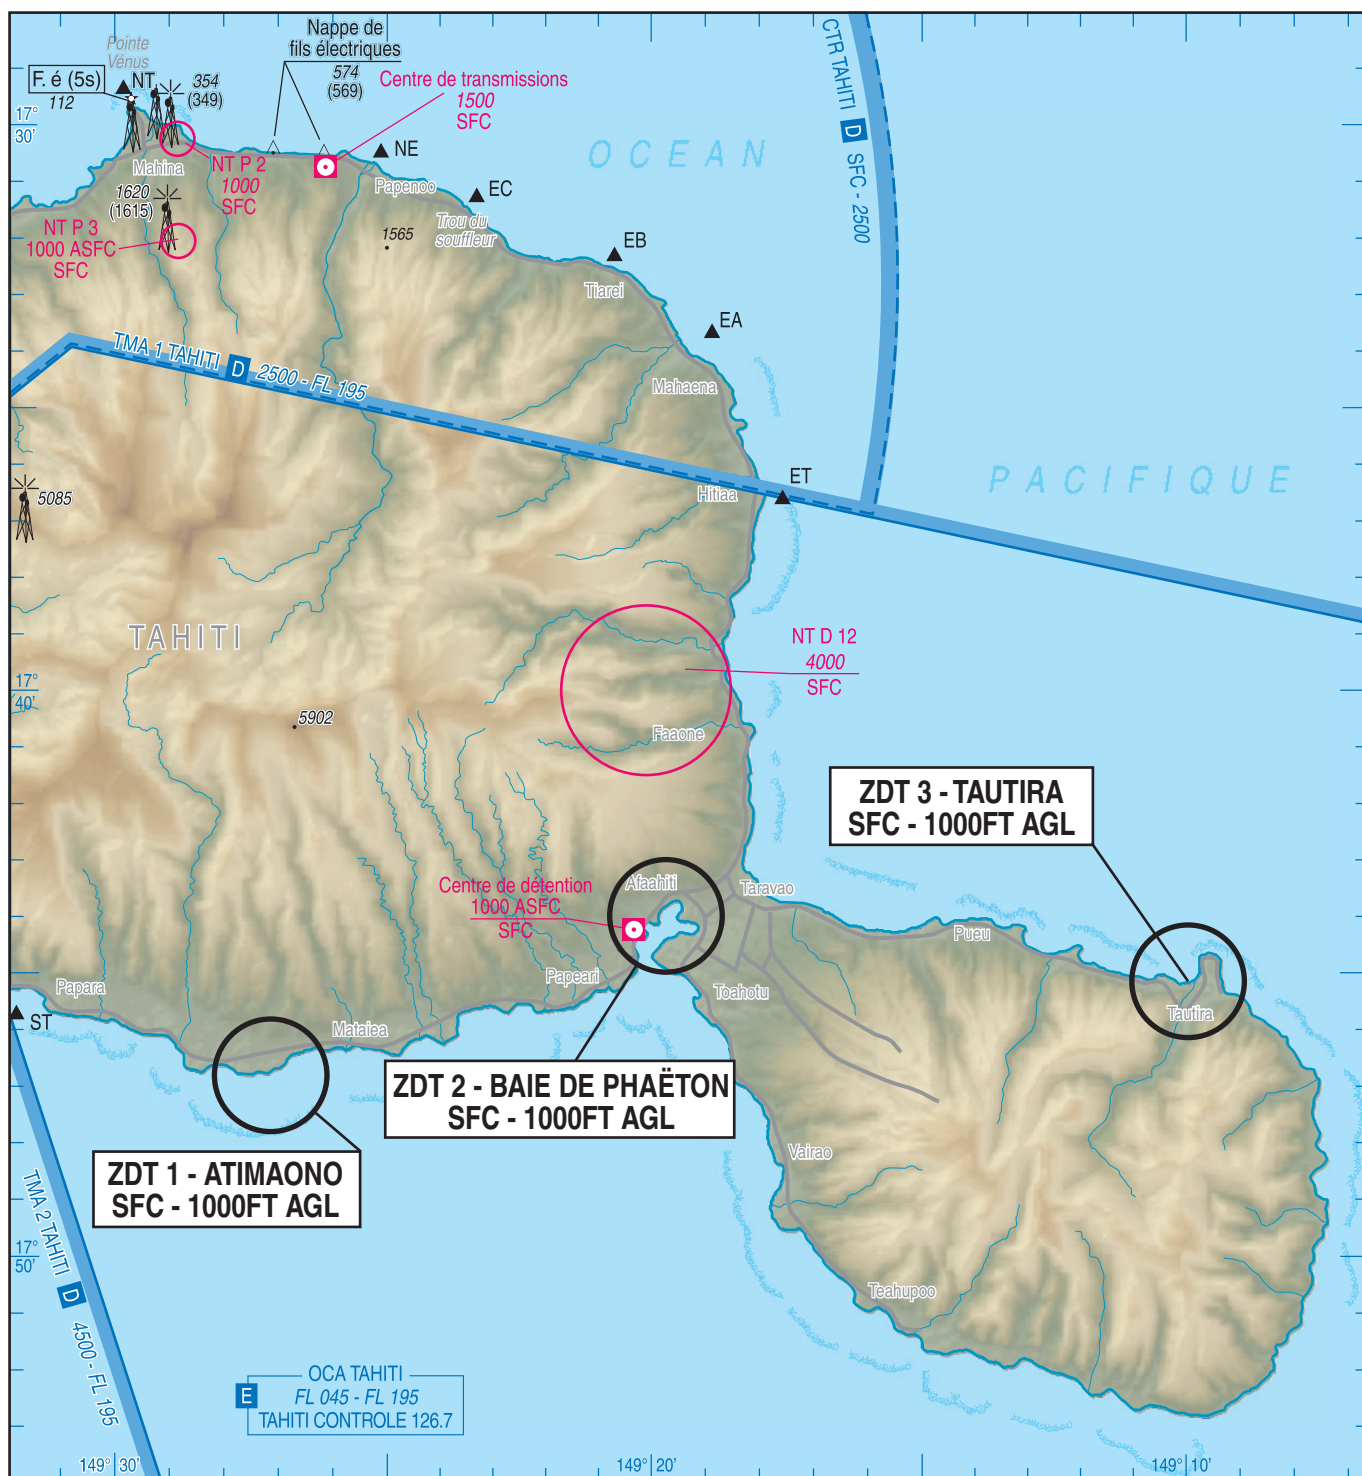 Pointe
Vénus
F. é (5s)
112
NT
354
(349)
Nappe de
fils électriques
574
(569)
Centre de transmissions
1500
SFC
CTR TAHITI D SFC - 2500
17°
30'
OCEAN
NE
Mahina
NT P 2
1000
SFC
Papenoo
EC
1620
(1615)
Trou du
souffleur
NT P 3
1000 ASFC
SFC
1565
EB
Tiarei
EA
TMA 1 TAHITI D 2500 - FL 195
Mahaena
ET
PACIFIQUE
Hitiaa
5085
TAHITI
NT D 12
4000
SFC
17°
40'
5902
Faaone
ZDT 3 - TAUTIRA
SFC - 1000FT AGL
Centre de détention
1000 ASFC
SFC
Afaahiti
Taravao
Pueu
Papeari
Papara
Toahotu
Tautira
ST
Mataiea
ZDT 2 - BAIE DE PHAËTON
SFC - 1000FT AGL
ZDT 1 - ATIMAONO
SFC - 1000FT AGL
Vairao
TMA 2 TAHITI D 4500 - FL 195
17°
50'
Teahupoo
OCA TAHITI
E FL 045 - FL 195
TAHITI CONTROLE 126.7
149° 30'
149° 20'
149° 10'